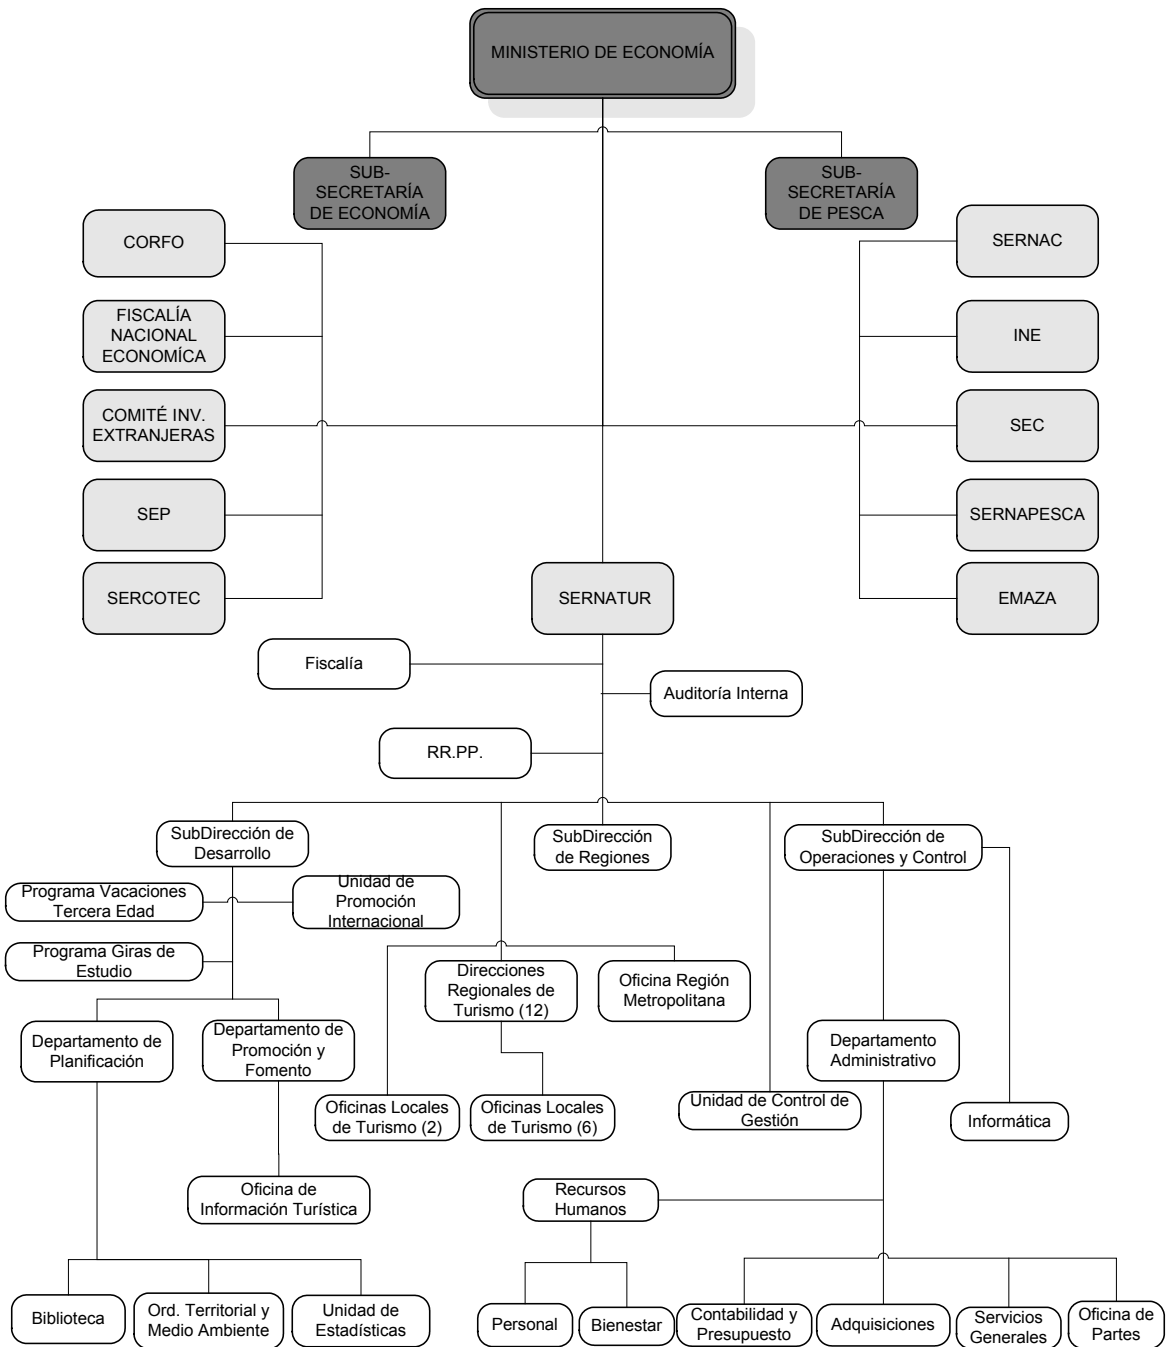 MINISTERIO DE ECONOMÍA
SUB-
SECRETARÍA
DE ECONOMÍA
SUB-
SECRETARÍA
DE PESCA
CORFO
SERNAC
FISCALÍA
NACIONAL
ECONOMÍCA
INE
COMITÉ INV.
EXTRANJERAS
SEC
SEP
SERNAPESCA
SERCOTEC
SERNATUR
EMAZA
Fiscalía
Auditoría Interna
RR.PP.
SubDirección de
Desarrollo
SubDirección
de Regiones
SubDirección de
Operaciones y Control
Programa Vacaciones
Tercera Edad
Unidad de
Promoción
Internacional
Programa Giras de
Estudio
Direcciones
Regionales de
Turismo (12)
Oficina Región
Metropolitana
Departamento de
Planificación
Departamento de
Promoción y
Fomento
Departamento
Administrativo
Oficinas Locales
de Turismo (2)
Oficinas Locales
de Turismo (6)
Unidad de Control de
Gestión
Informática
Oficina de
Información Turística
Recursos
Humanos
Biblioteca
Ord. Territorial y
Medio Ambiente
Unidad de
Estadísticas
Personal
Bienestar
Contabilidad y
Presupuesto
Adquisiciones
Servicios
Generales
Oficina de
Partes